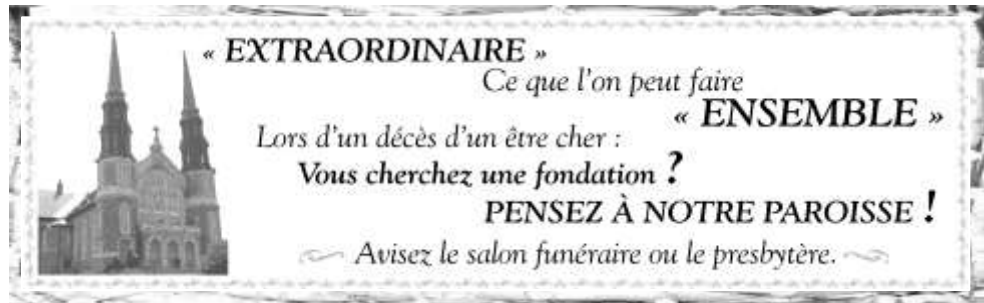 « EXTRAORDINAIRE »
Ce que l'on peut faire
« ENSEMBLE »
Lors d'un décès d'un être cher :
Vous cherchez une fondation ?
PENSEZ À NOTRE PAROISSE !
Avisez le salon funéraire ou le presbytère.